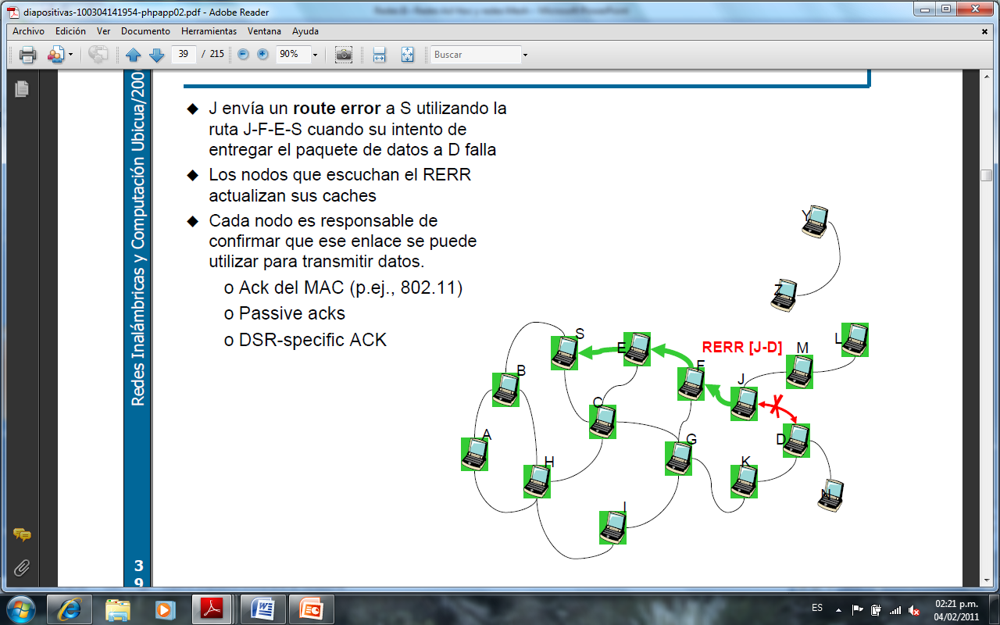 diapositivas-100304141954-phpapp02.pdf - Adobe Reader
Archivo Edición Ver Documento Herramientas Ventana Ayuda
39 / 215 90% Buscar
Redes Inalámbricas y Computación Ubicua/200
J envía un route error a S utilizando la
ruta J-F-E-S cuando su intento de
entregar el paquete de datos a D falla
Los nodos que escuchan el RERR
actualizan sus caches
Cada nodo es responsable de
confirmar que ese enlace se puede
utilizar para transmitir datos.
o Ack del MAC (p.ej., 802.11)
o Passive acks
o DSR-specific ACK
Y
Z
S
E
F
RERR [J-D]
M
L
B
J
C
A
G
D
H
K
N
I
3
9
ES
02:21 p.m.
04/02/2011